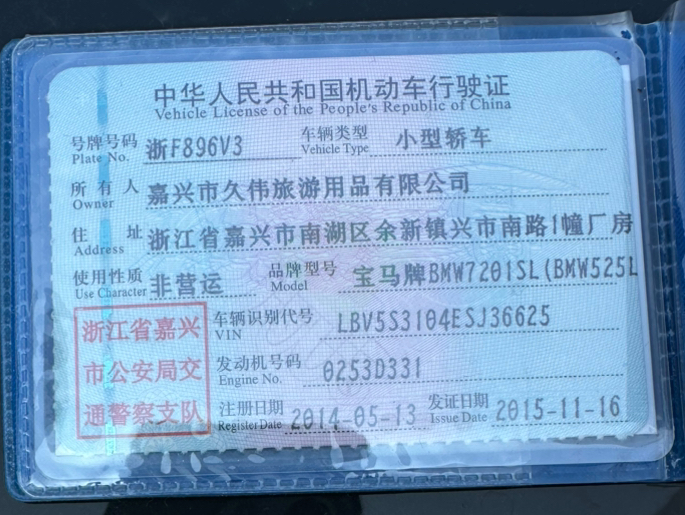 中华人民共和国机动车行驶证
Vehicle License of the People's Republic of China
号牌号码 浙F896V3 车辆类型 小型轿车
Plate No. Vehicle Type
所有人 嘉兴市久伟旅游用品有限公司
Owner
住址 浙江省嘉兴市南湖区余新镇兴市南路1幢厂房
Address
使用性质 非营运 品牌型号 宝马牌BMW7201SL(BMW525L
Use Character Model
浙江省嘉兴
市公安局交
通警察支队
车辆识别代号 LBV5S3104ESJ36625
VIN
发动机号码 0253D331
Engine No.
注册日期 2014-05-13 发证日期 2015-11-16
Register Date Issue Date